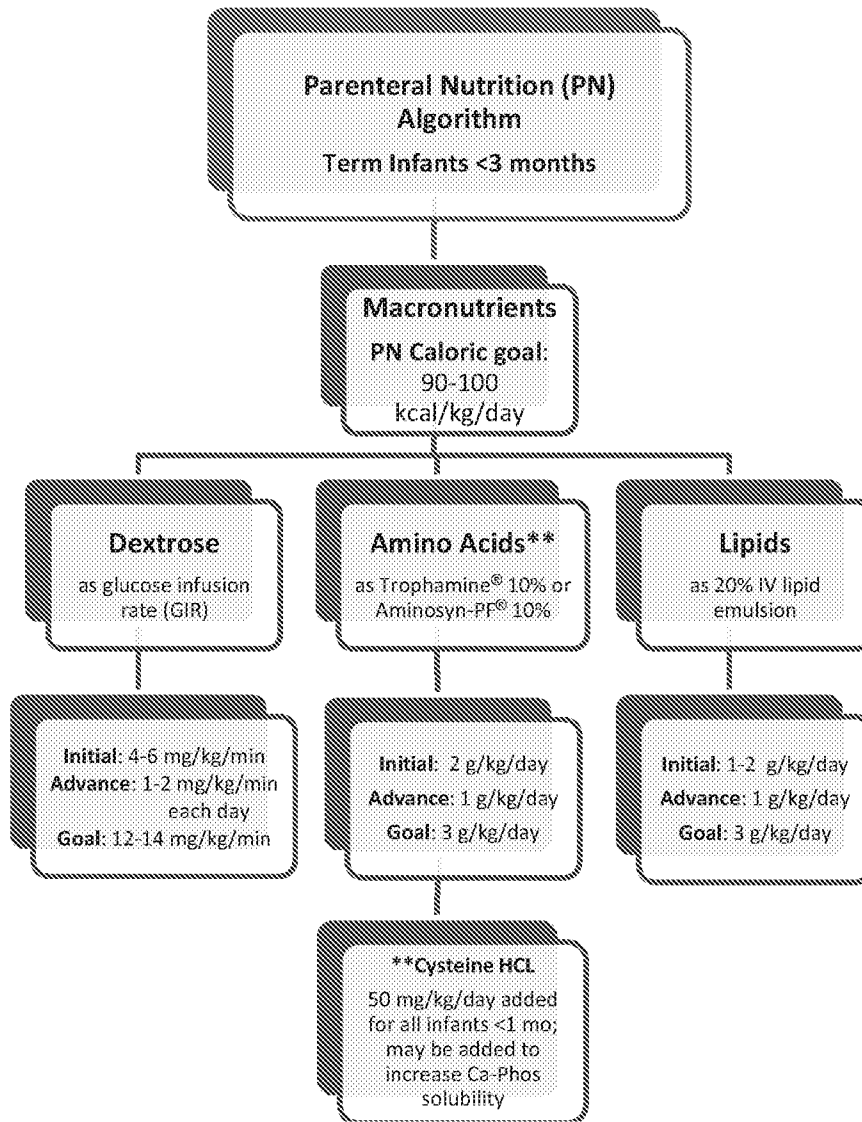 Parenteral Nutrition (PN)
Algorithm
Term Infants <3 months
Macronutrients
PN Caloric goal:
90-100
kcal/kg/day
Dextrose
as glucose infusion
rate (GIR)
Amino Acids**
as Trophamine® 10% or
Aminosyn-PF® 10%
Lipids
as 20% IV lipid
emulsion
Initial: 4-6 mg/kg/min
Advance: 1-2 mg/kg/min
each day
Goal: 12-14 mg/kg/min
Initial: 2 g/kg/day
Advance: 1 g/kg/day
Goal: 3 g/kg/day
Initial: 1-2 g/kg/day
Advance: 1 g/kg/day
Goal: 3 g/kg/day
**Cysteine HCL
50 mg/kg/day added
for all infants <1 mo;
may be added to
increase Ca-Phos
solubility